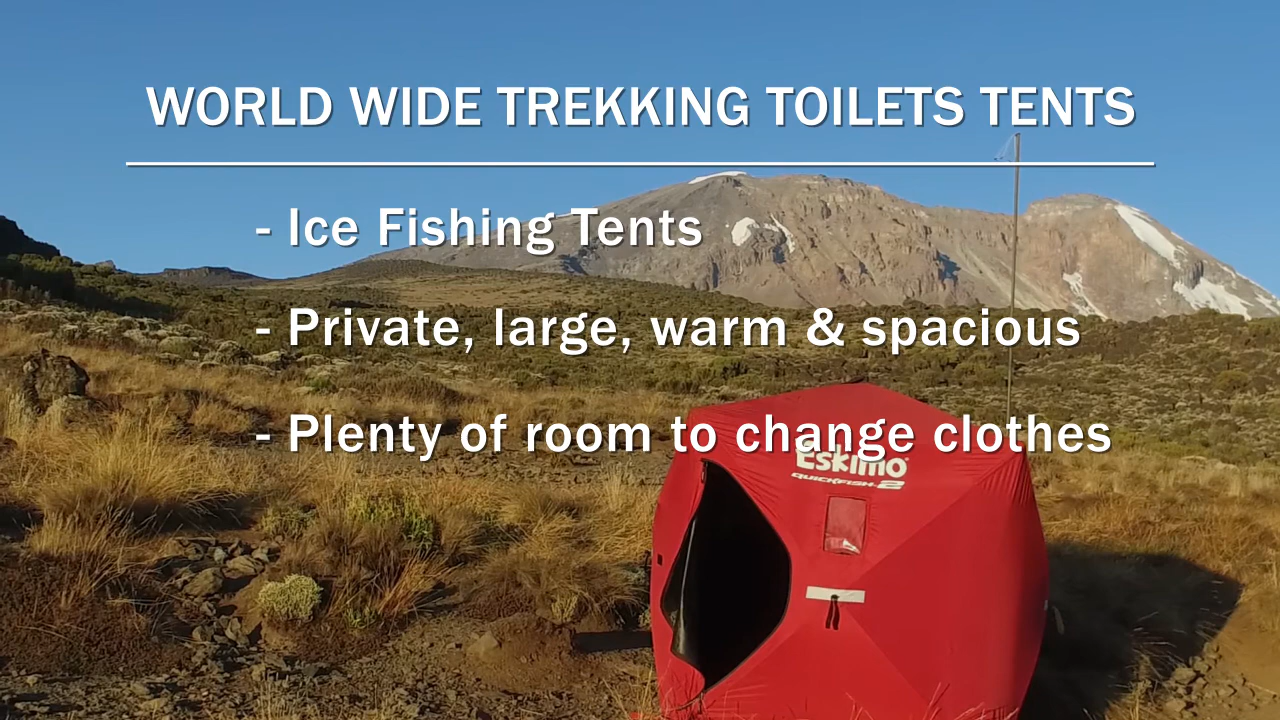 WORLD WIDE TREKKING TOILETS TENTS
- Ice Fishing Tents
- Private, large, warm & spacious
- Plenty of room to change clothes
Eskimo
QUICKFISH 2